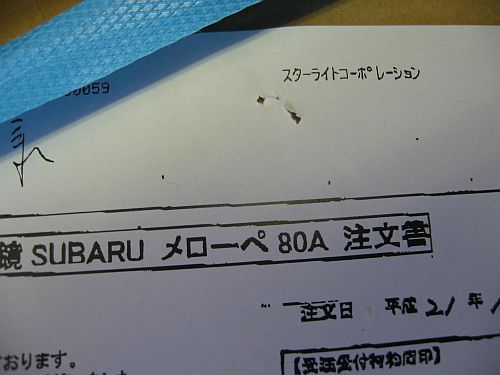 0059
スターライトコーポレーション
鏡 SUBARU メローペ 80A 注文書
注文日 平成 21 年
おります。
【受渡受付特約店印】